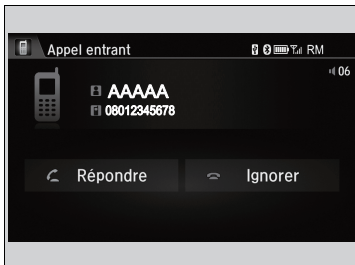 Appel entrant RM
06
AAAAA
08012345678
Répondre Ignorer